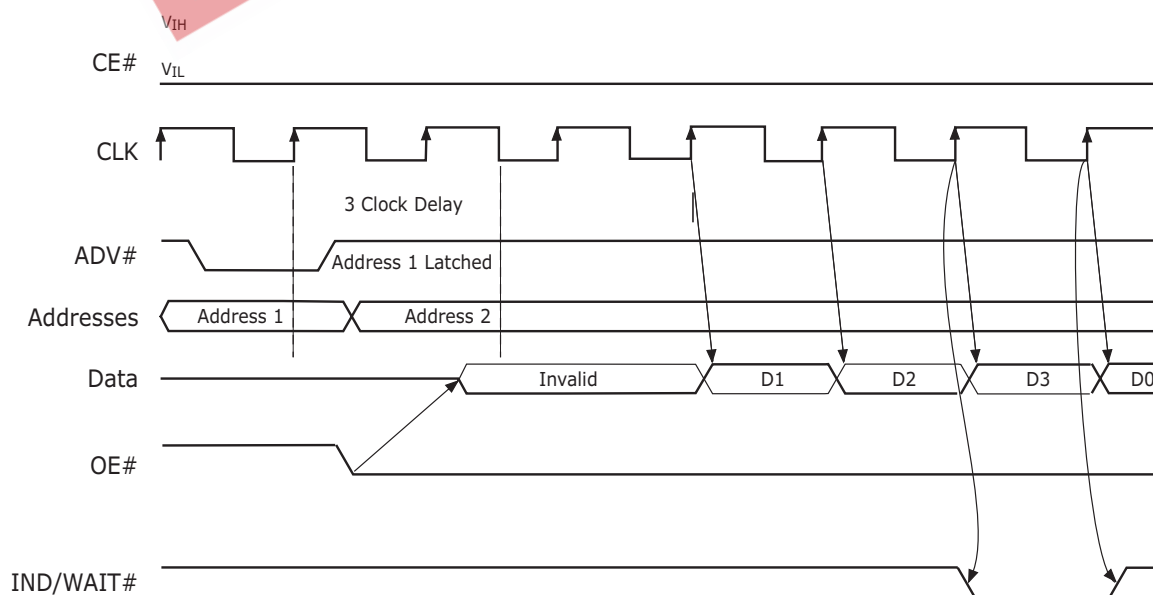 VIH
CE#
VIL
CLK
3 Clock Delay
ADV#
Address 1 Latched
Addresses
Address 1
Address 2
Data
Invalid
D1
D2
D3
D0
OE#
IND/WAIT#